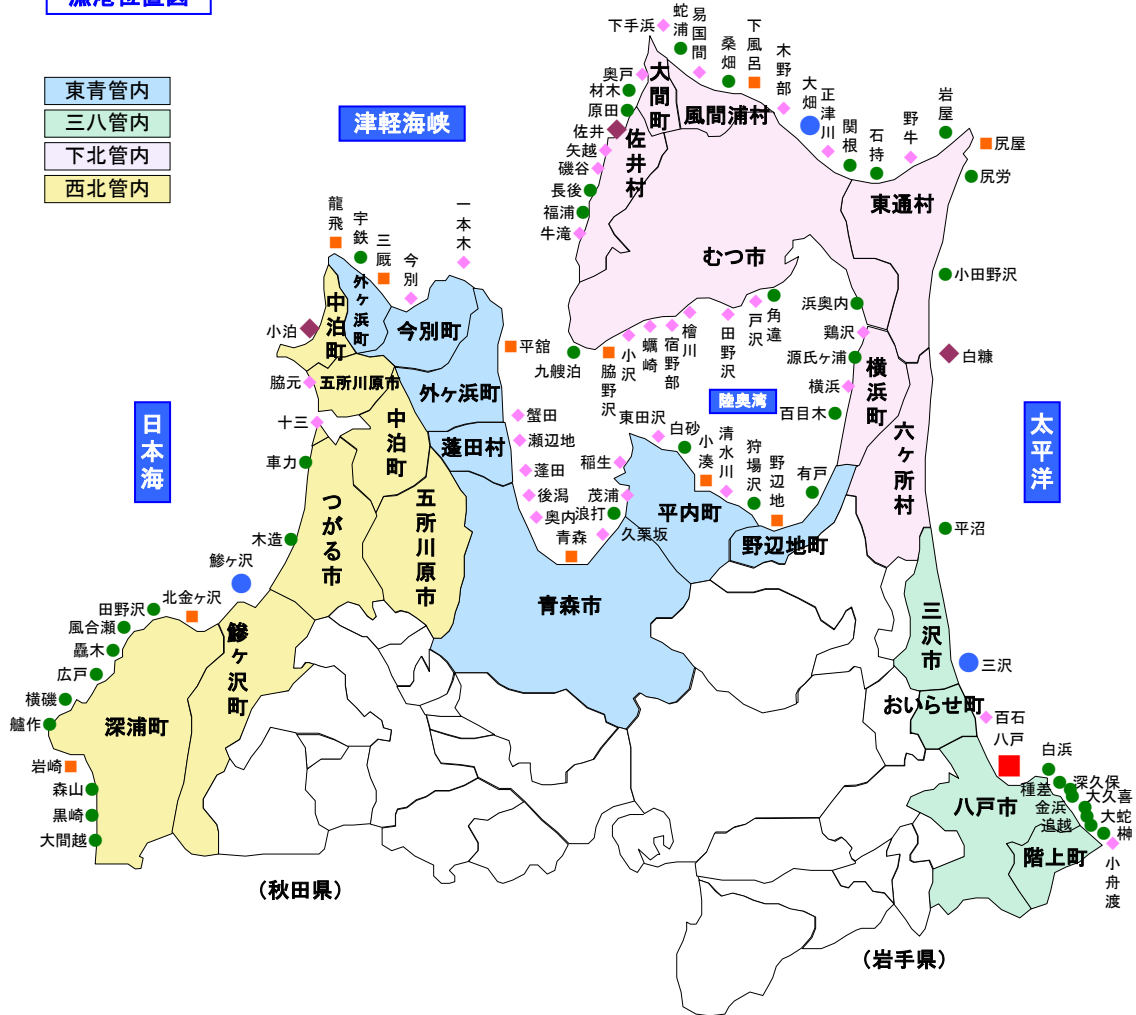 漁港位置図
東青管内
三八管内
下北管内
西北管内
津軽海峡
日本海
太平洋
陸奥湾
下手浜
蛇浦
易国間
桑畑
下風呂
木野部
大畑
正津川
関根
石持
野牛
岩屋
尻屋
尻労
奥戸
材木
原田
佐井
矢越
磯谷
長後
福浦
牛滝
大間町
風間浦村
佐井村
東通村
むつ市
小田野沢
白糠
浜奥内
鶏沢
源氏ヶ浦
横浜
百目木
横浜町
六ヶ所村
角違
戸沢
田野沢
檜川
宿野部
蠣崎
小沢
脇野沢
九艘泊
龍飛
宇鉄
三厩
今別
一本木
外ヶ浜町
中泊町
今別町
小泊
脇元
五所川原市
十三
車力
中泊町
外ヶ浜町
蓬田村
平舘
蟹田
瀬辺地
蓬田
後潟
奥内
青森
久栗坂
浪打
茂浦
稲生
東田沢
白砂
小湊
清水川
狩場沢
野辺地
有戸
平内町
野辺地町
平沼
つがる市
五所川原市
青森市
木造
鰺ヶ沢
北金ヶ沢
田野沢
風合瀬
驫木
広戸
横磯
艫作
岩崎
森山
黒崎
大間越
鰺ヶ沢町
深浦町
三沢市
三沢
おいらせ町
百石
八戸
八戸市
白浜
深久保
種差
大久喜
金浜
大蛇
追越
榊
階上町
小舟渡
（秋田県）
（岩手県）